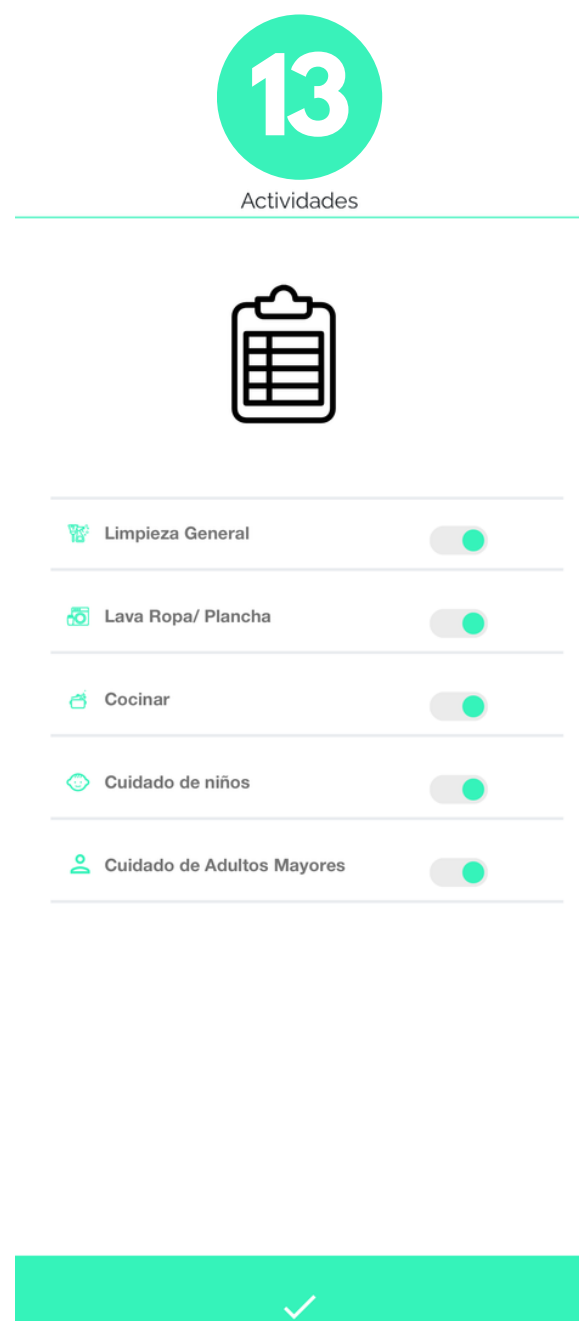 13
Actividades
Limpieza General
Lava Ropa/ Plancha
Cocinar
Cuidado de niños
Cuidado de Adultos Mayores